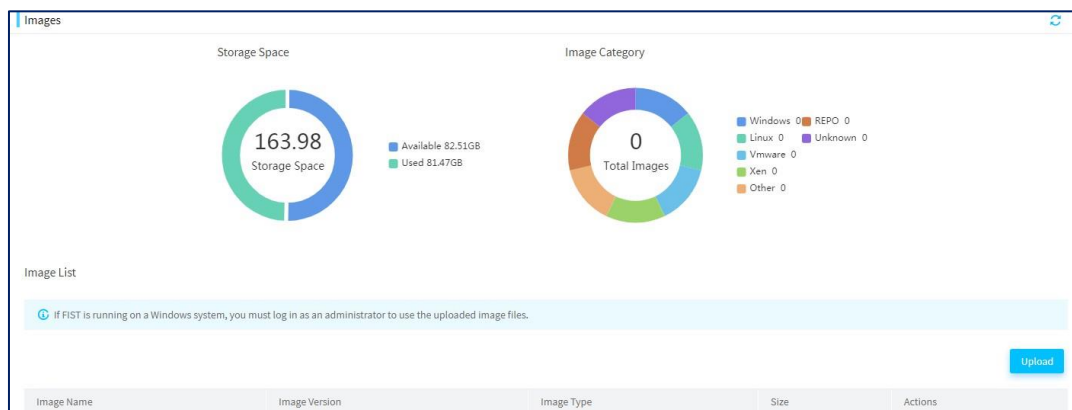 Images
Storage Space
163.98
Storage Space
Available 82.51GB
Used 81.47GB
Image Category
0
Total Images
Windows 0 REPO 0
Linux 0 Unknown 0
Vmware 0
Xen 0
Other 0
Image List
If FIST is running on a Windows system, you must log in as an administrator to use the uploaded image files.
Upload
Image Name Image Version Image Type Size Actions